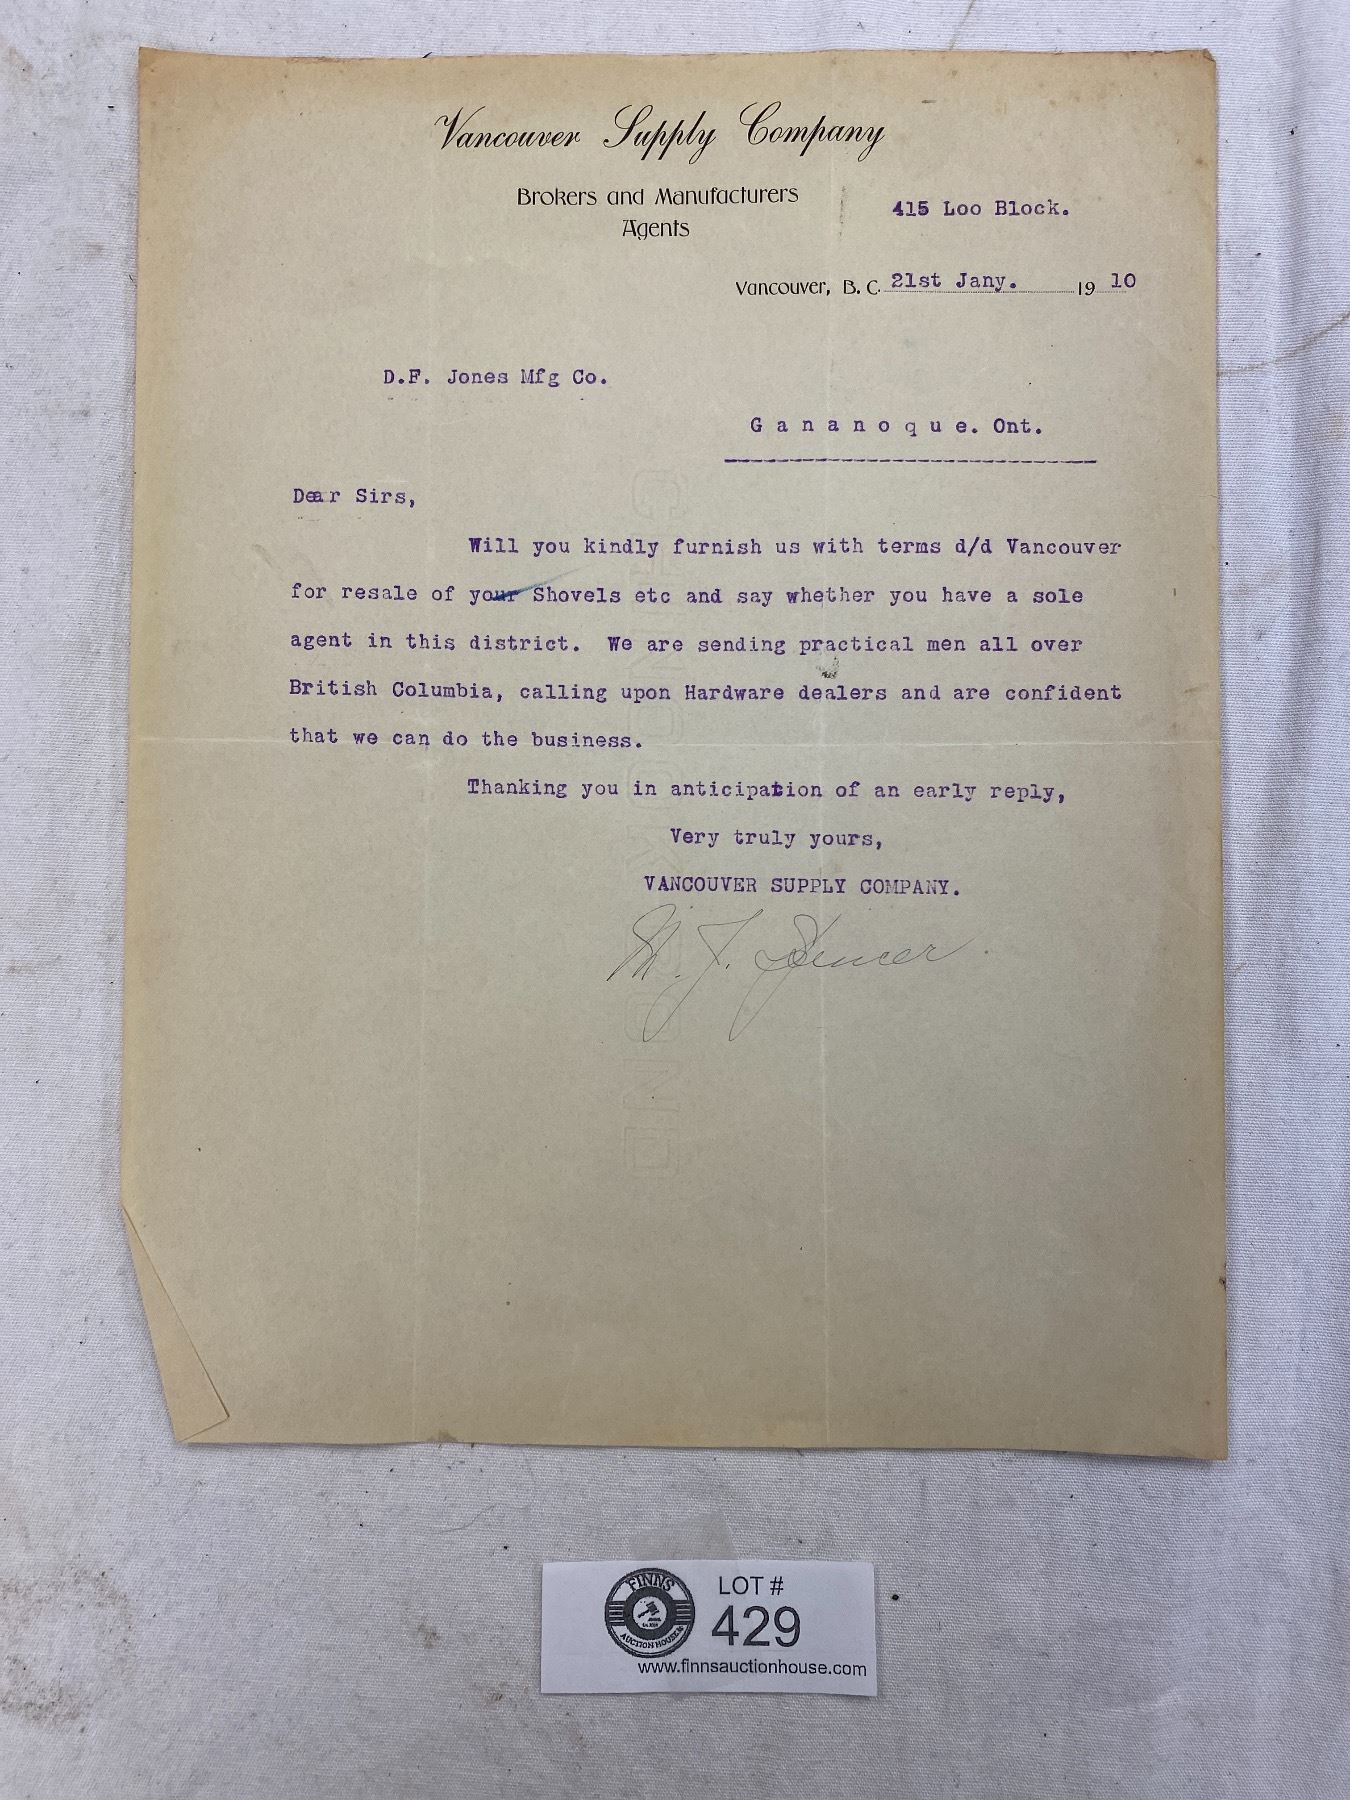 Vancouver Supply Company
Brokers and Manufacturers
Agents
415 Loo Block.
Vancouver, B. C. 21st Jany. 19 10
D.F. Jones Mfg Co.
G a n a n o q u e. Ont.
Dear Sirs,
Will you kindly furnish us with terms d/d Vancouver
for resale of your Shovels etc and say whether you have a sole
agent in this district. We are sending practical men all over
British Columbia, calling upon Hardware dealers and are confident
that we can do the business.
Thanking you in anticipation of an early reply,
Very truly yours,
VANCOUVER SUPPLY COMPANY.
FINNS
AUCTION HOUSE
LOT #
429
www.finnsauctionhouse.com